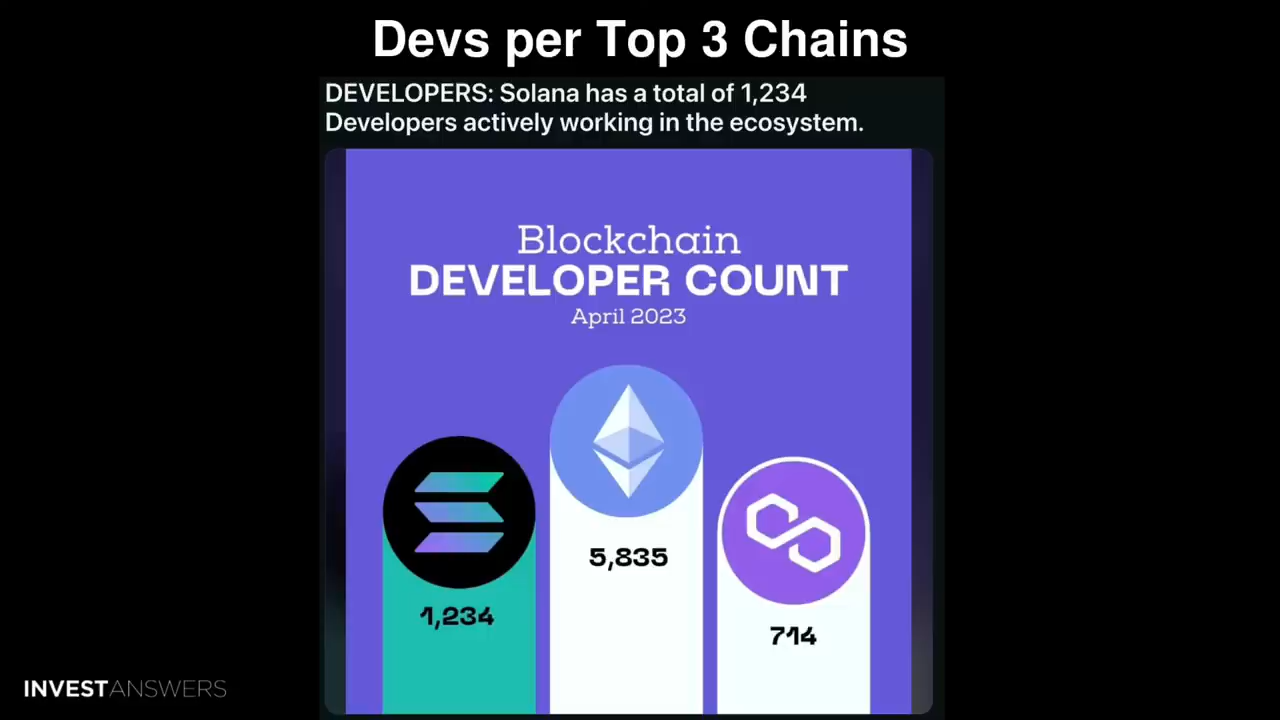 Devs per Top 3 Chains
DEVELOPERS: Solana has a total of 1,234
Developers actively working in the ecosystem.
Blockchain
DEVELOPER COUNT
April 2023
5,835
1,234
714
INVESTANSWERS